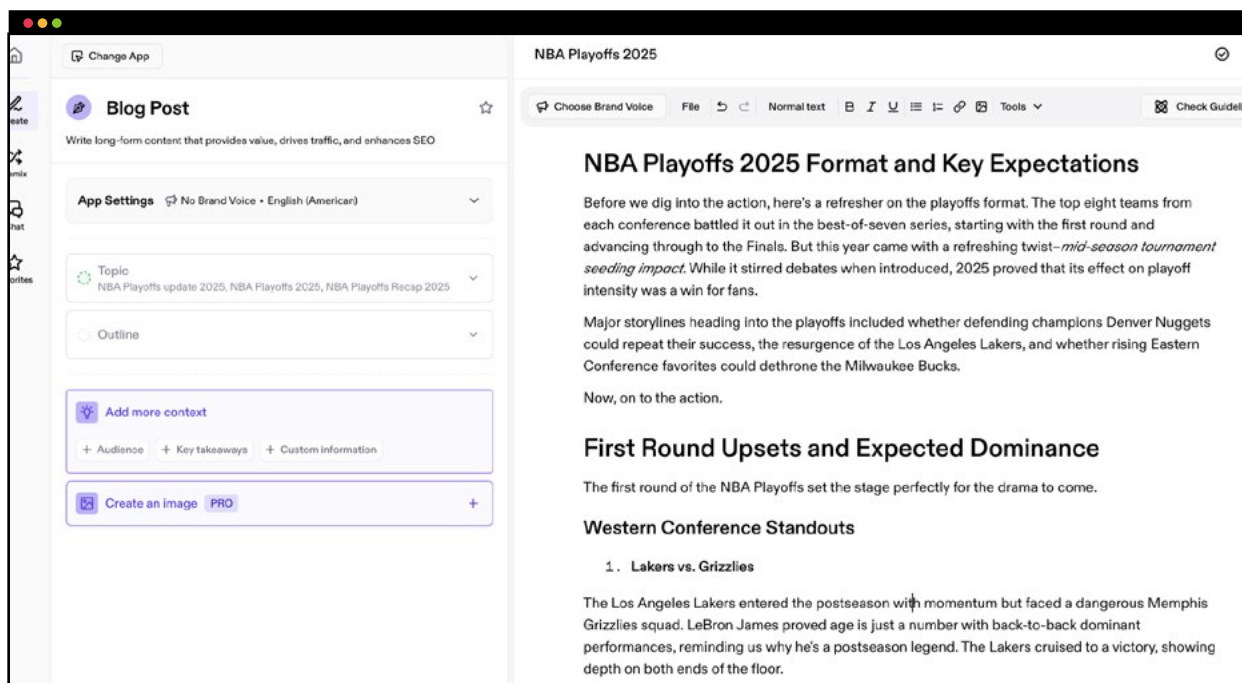 Change App
NBA Playoffs 2025
Blog Post
Write long-form content that provides value, drives traffic, and enhances SEO
App Settings No Brand Voice • English (American)
Topic
NBA Playoffs update 2025, NBA Playoffs 2025, NBA Playoffs Recap 2025
Outline
Add more context
+ Audience + Key takeaways + Custom information
Create an image PRO +
Choose Brand Voice File Normal text B I U Tools Check Guideli
NBA Playoffs 2025 Format and Key Expectations
Before we dig into the action, here's a refresher on the playoffs format. The top eight teams from
each conference battled it out in the best-of-seven series, starting with the first round and
advancing through to the Finals. But this year came with a refreshing twist–mid-season tournament
seeding impact. While it stirred debates when introduced, 2025 proved that its effect on playoff
intensity was a win for fans.
Major storylines heading into the playoffs included whether defending champions Denver Nuggets
could repeat their success, the resurgence of the Los Angeles Lakers, and whether rising Eastern
Conference favorites could dethrone the Milwaukee Bucks.
Now, on to the action.
First Round Upsets and Expected Dominance
The first round of the NBA Playoffs set the stage perfectly for the drama to come.
Western Conference Standouts
1. Lakers vs. Grizzlies
The Los Angeles Lakers entered the postseason with momentum but faced a dangerous Memphis
Grizzlies squad. LeBron James proved age is just a number with back-to-back dominant
performances, reminding us why he's a postseason legend. The Lakers cruised to a victory, showing
depth on both ends of the floor.